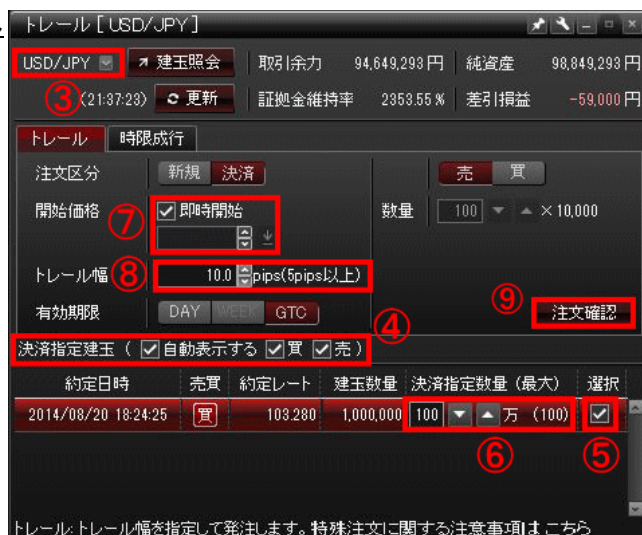 トレール [ USD/JPY ]
USD/JPY 建玉照会 取引余力 94,649,293 円 純資産 98,849,293 円
③ (21:37:23) 更新 証拠金維持率 2353.55 % 差引損益 -59,000 円
トレール 時限成行
注文区分 新規 決済 売 買
開始価格 ⑦ 即時開始 数量 100 × 10,000
トレール幅 ⑧ 10.0 pips(5pips以上)
有効期限 DAY WEEK GTC ④ ⑨ 注文確認
決済指定建玉 ( 自動表示する 買 売 )
約定日時 売買 約定レート 建玉数量 決済指定数量 (最大) 選択
2014/08/20 18:24:25 買 103.280 1,000,000 100 万 (100)
⑥ ⑤
トレール:トレール幅を指定して発注します。特殊注文に関する注意事項は こちら